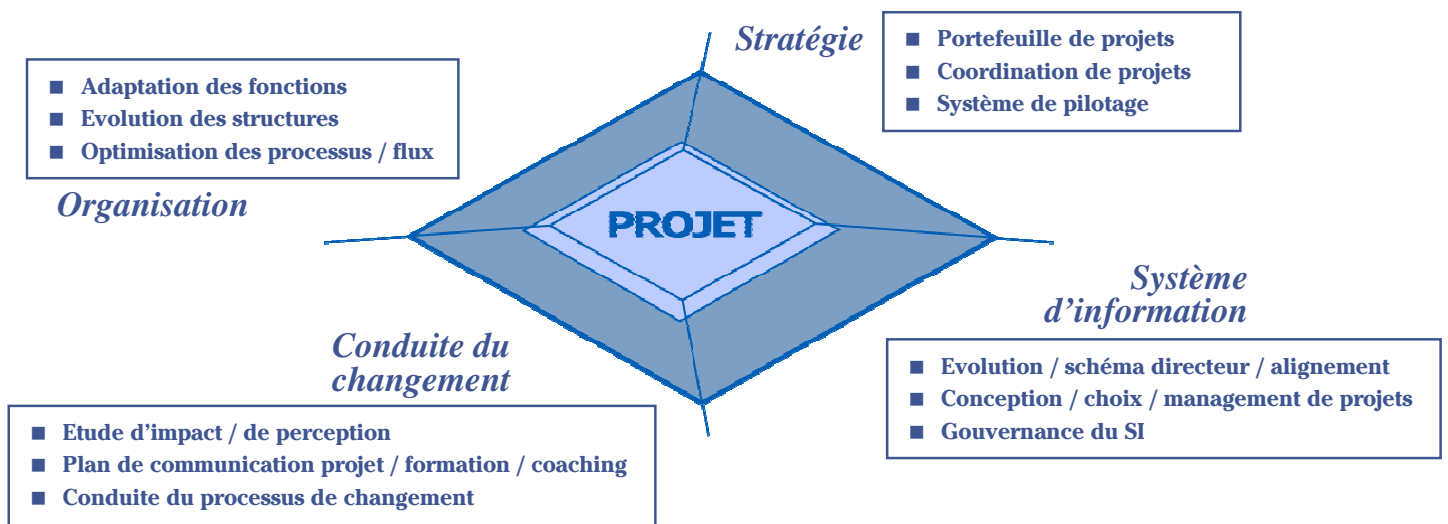 Stratégie
■ Portefeuille de projets
■ Coordination de projets
■ Système de pilotage
■ Adaptation des fonctions
■ Evolution des structures
■ Optimisation des processus / flux
Organisation
PROJET
Système
d’information
■ Evolution / schéma directeur / alignement
■ Conception / choix / management de projets
■ Gouvernance du SI
Conduite du
changement
■ Etude d’impact / de perception
■ Plan de communication projet / formation / coaching
■ Conduite du processus de changement